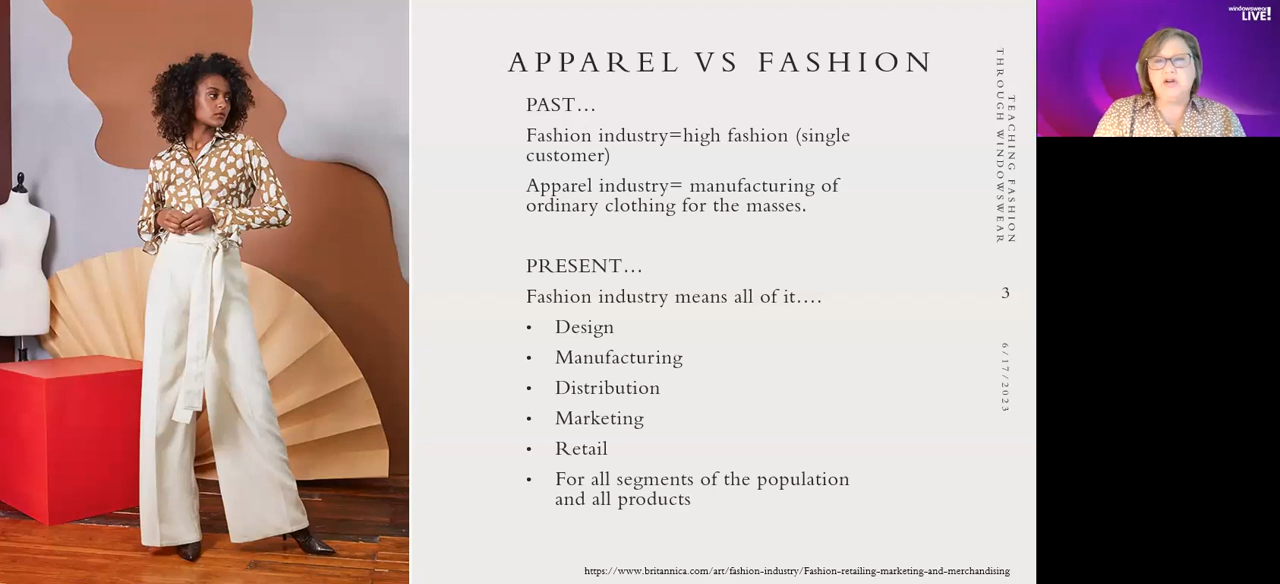 APPAREL VS FASHION
PAST...
Fashion industry=high fashion (single
customer)
Apparel industry= manufacturing of
ordinary clothing for the masses.
PRESENT...
Fashion industry means all of it....
• Design
• Manufacturing
• Distribution
• Marketing
• Retail
• For all segments of the population
and all products
https://www.britannica.com/art/fashion-industry/Fashion-retailing-marketing-and-merchandising
TEACHING FASHION
THROUGH WINDOWSWEAR
3
6/17/2023
windowswear
LIVE!